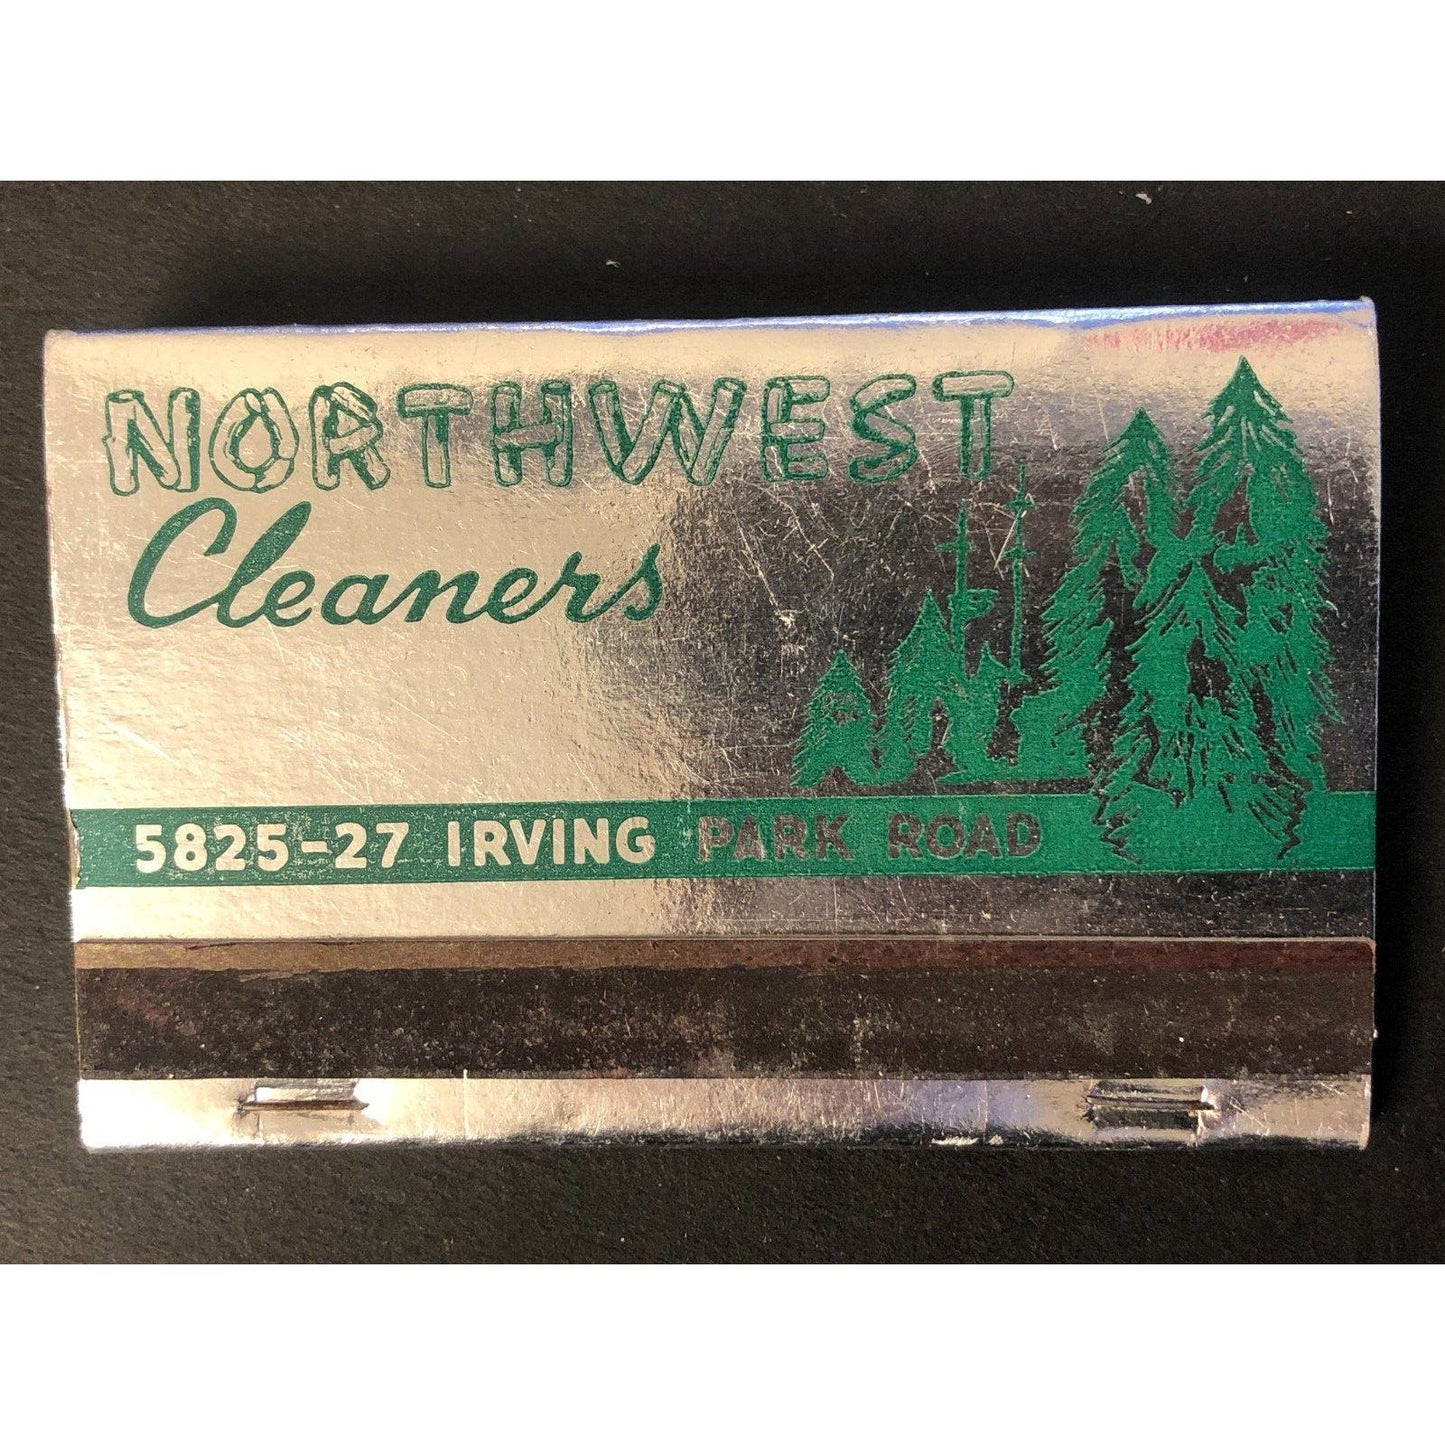 NORTHWEST
Cleaners
5825-27 IRVING PARK ROAD